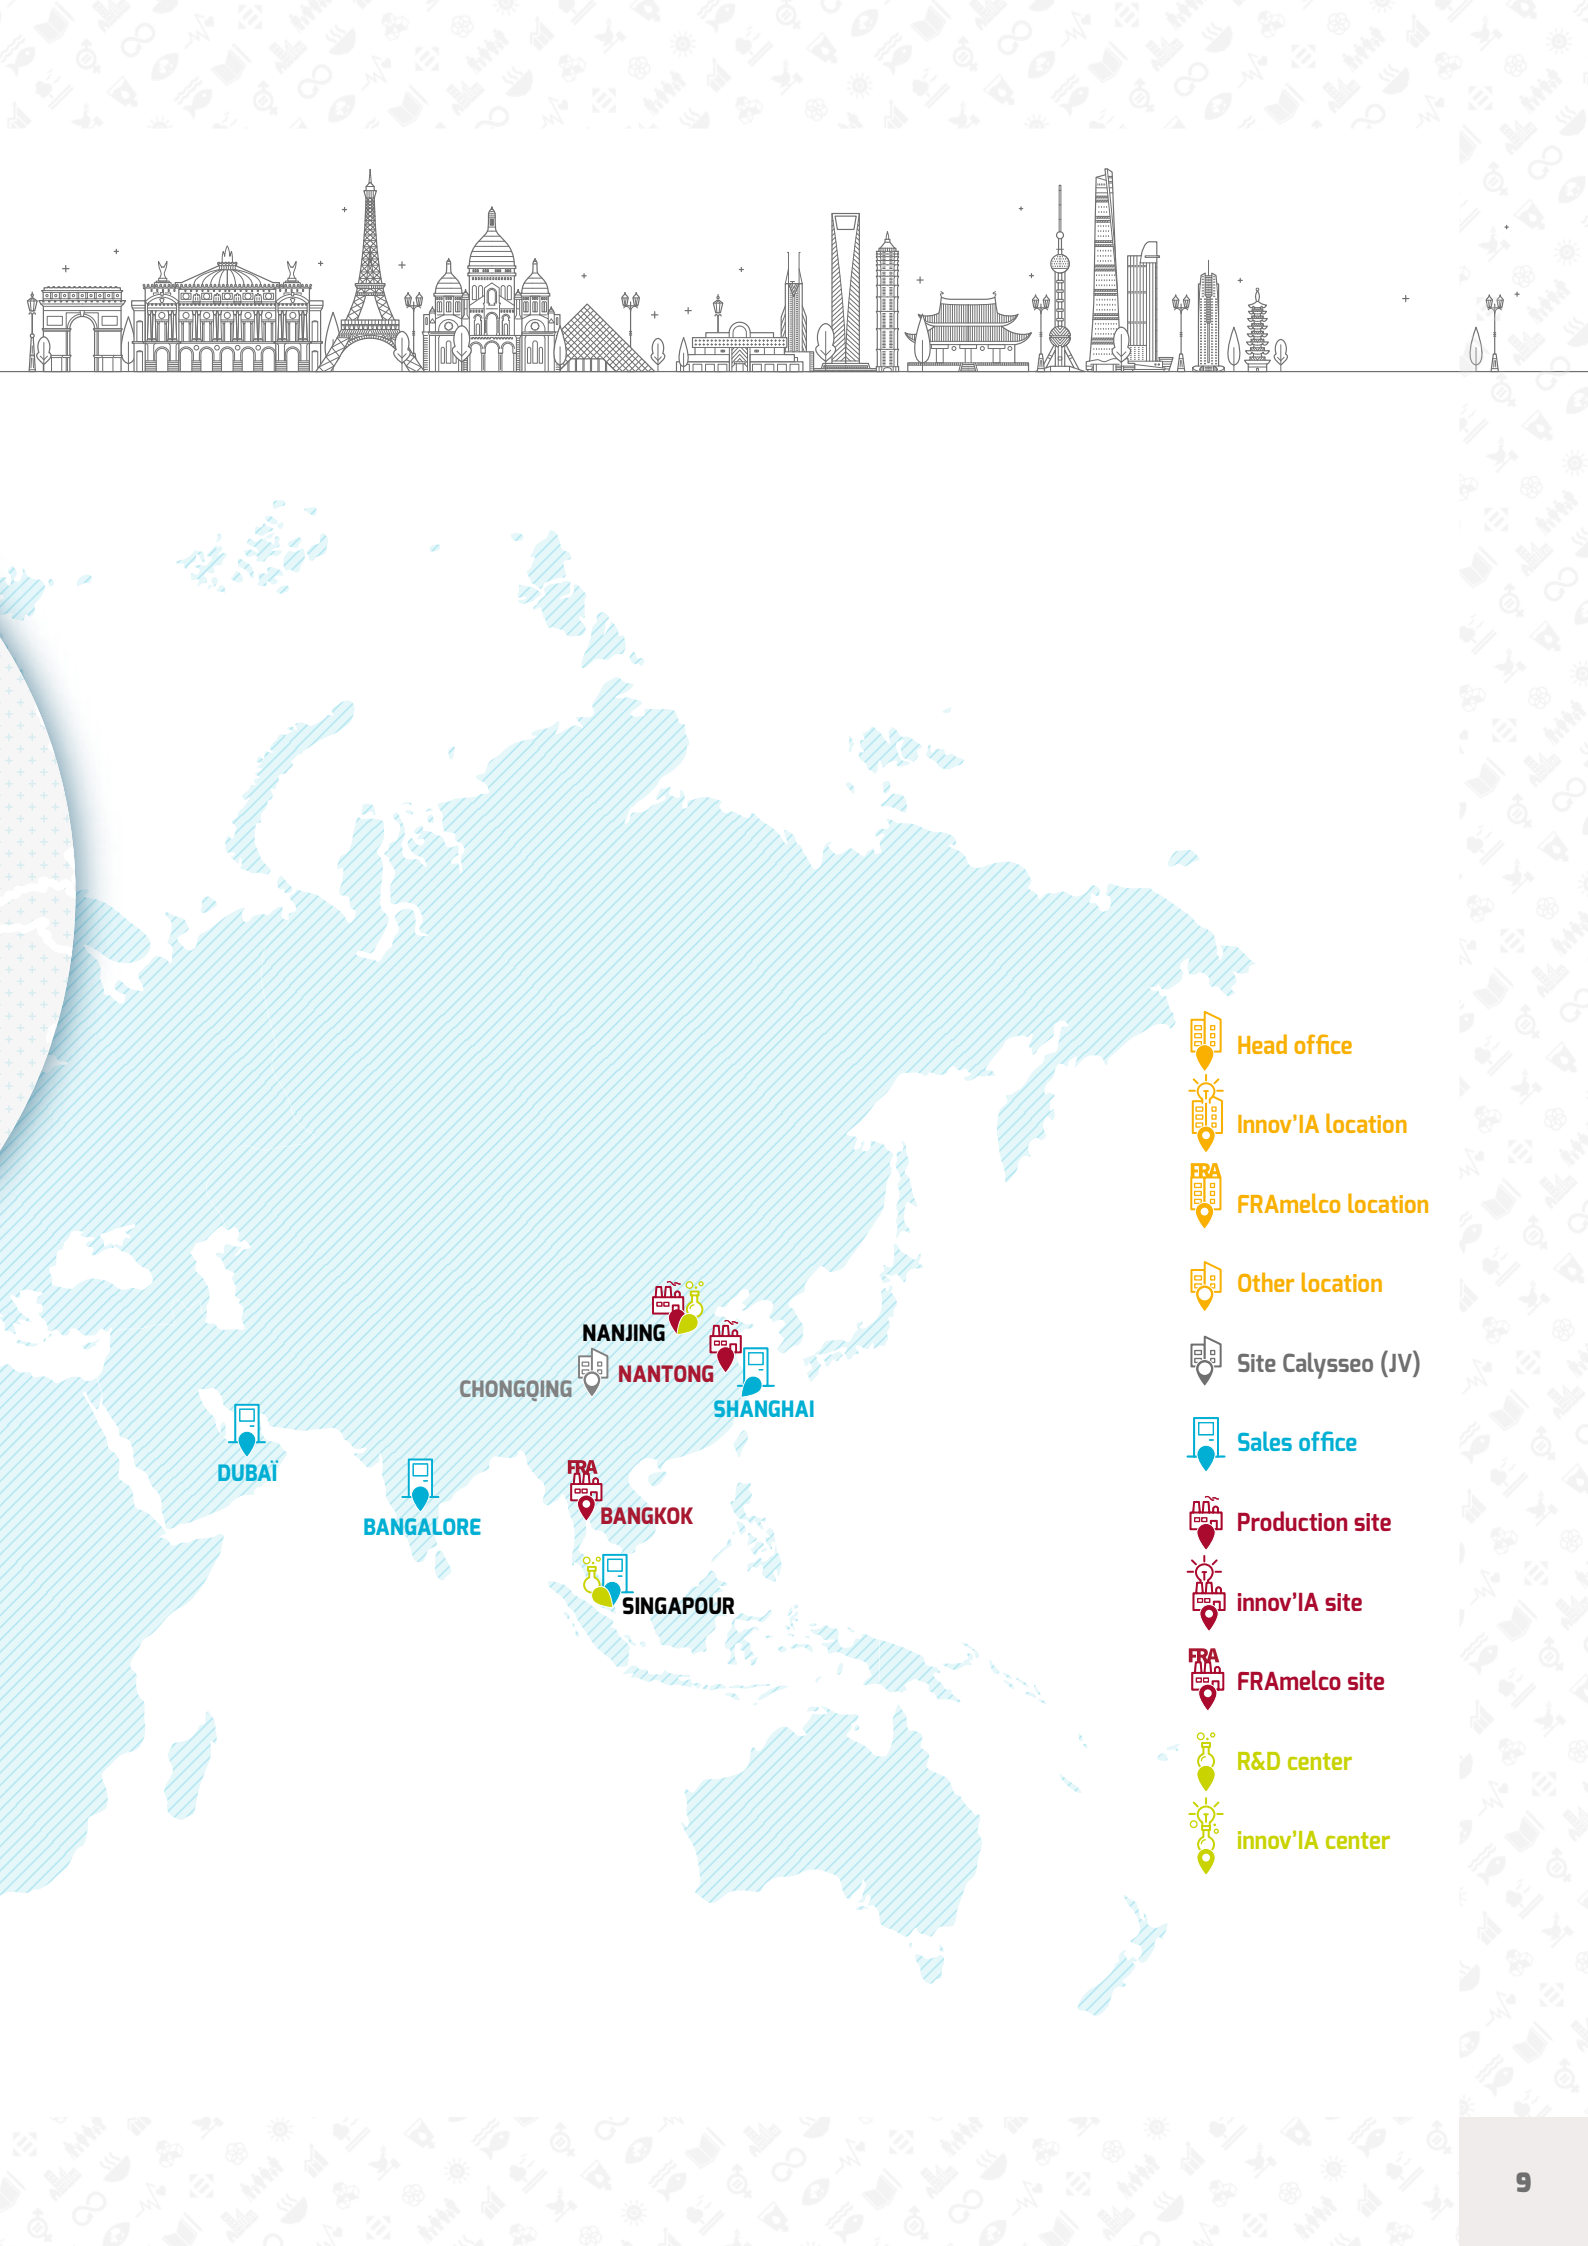 NANJING
NANTONG
CHONGQING
SHANGHAI
DUBAÏ
BANGALORE
FRA
BANGKOK
SINGAPOUR
Head office
Innov'IA location
FRA
FRAmelco location
Other location
Site Calysseo (JV)
Sales office
Production site
innov'IA site
FRA
FRAmelco site
R&D center
innov'IA center
9